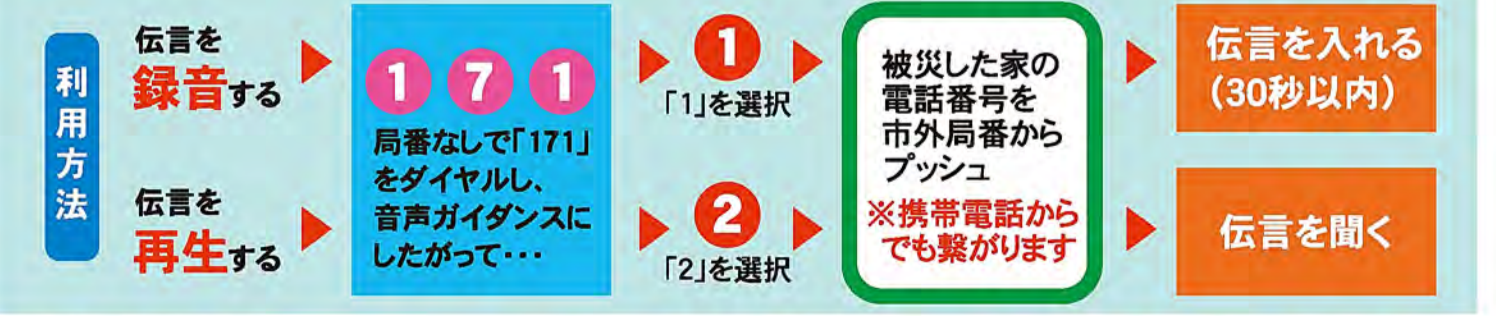 利用方法
伝言を
録音する
伝言を
再生する
1 7 1
局番なしで「171」
をダイヤルし、
音声ガイダンスに
したがって・・・
1
「1」を選択
2
「2」を選択
被災した家の
電話番号を
市外局番から
プッシュ
※携帯電話から
でも繋がります
伝言を入れる
(30秒以内)
伝言を聞く